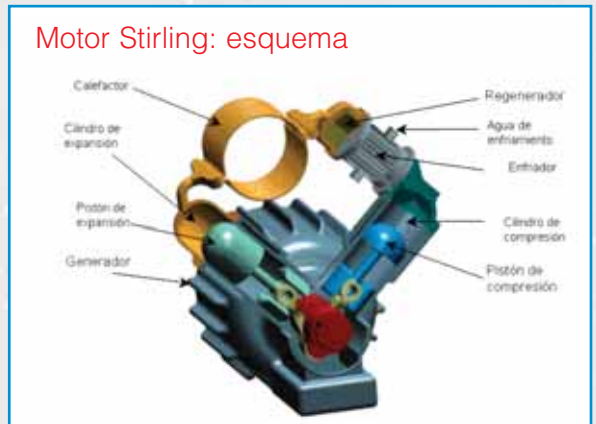 Motor Stirling: esquema
Calefactor
Cilindro de
expansión
Pistón de
expansión
Generador
Regenerador
Agua de
enfriamiento
Enfriador
Cilindro de
compresión
Pistón de
compresión